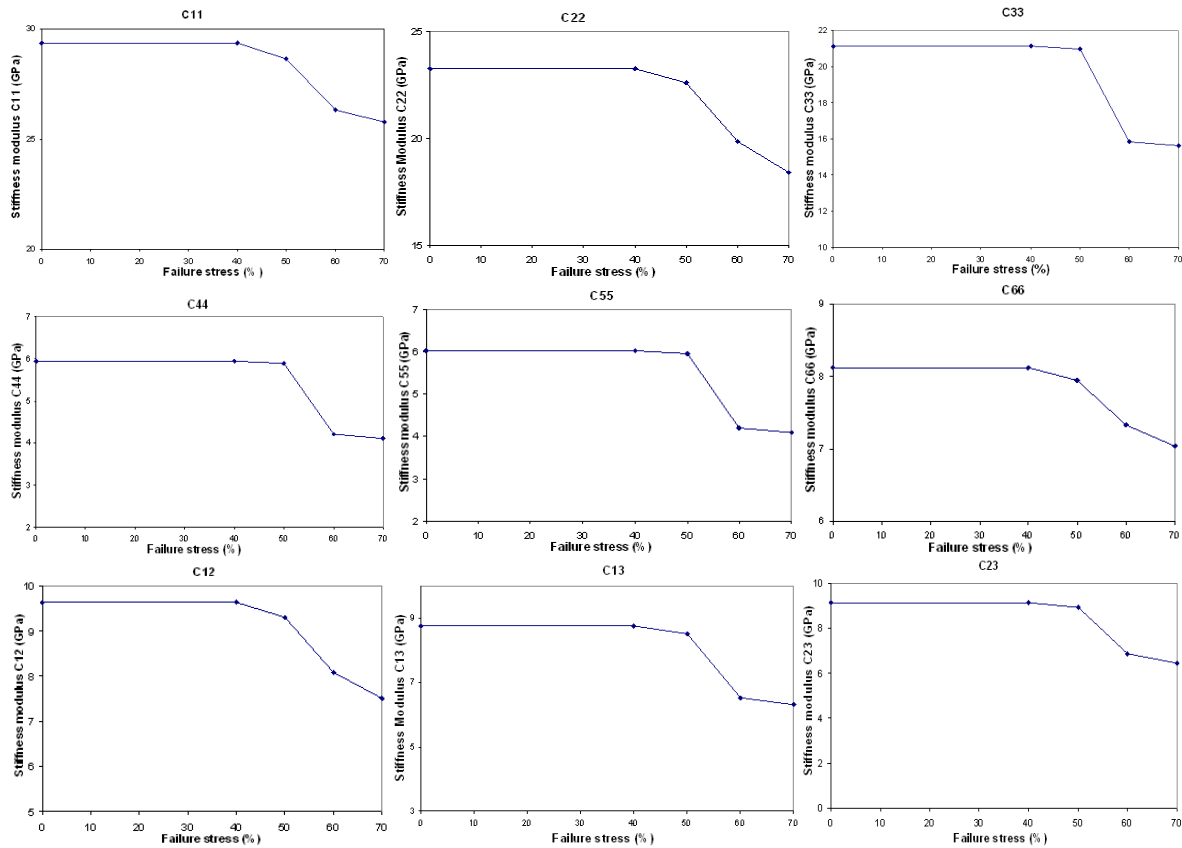 C11
Stiffness modulus C11 (GPa)
30
25
20
0 10 20 30 40 50 60 70
Failure stress (% )
C22
Stiffness Modulus C22 (GPa)
25
20
15
0 10 20 30 40 50 60 70
Failure stress (% )
C33
Stiffness modulus C33 (GPa)
22
20
18
16
14
12
10
0 10 20 30 40 50 60 70
Failure stress (%)
C44
Stiffness modulus C44 (GPa)
7
6
5
4
3
2
0 10 20 30 40 50 60 70
Failure stress (% )
C55
Stiffness modulus C55 (GPa)
7
6
5
4
3
2
0 10 20 30 40 50 60 70
Failure stress (% )
C66
Stiffness modulus C66 (GPa)
9
8
7
6
0 10 20 30 40 50 60 70
Failure stress (% )
C12
Stiffness modulus C12 (GPa)
10
9
8
7
6
5
0 10 20 30 40 50 60 70
Failure stress (% )
C13
Stiffness Modulus C13 (GPa)
9
7
5
3
0 10 20 30 40 50 60 70
Failure stress (% )
C23
Stiffness modulus C23 (GPa)
10
8
6
4
2
0
0 10 20 30 40 50 60 70
Failure stress (% )